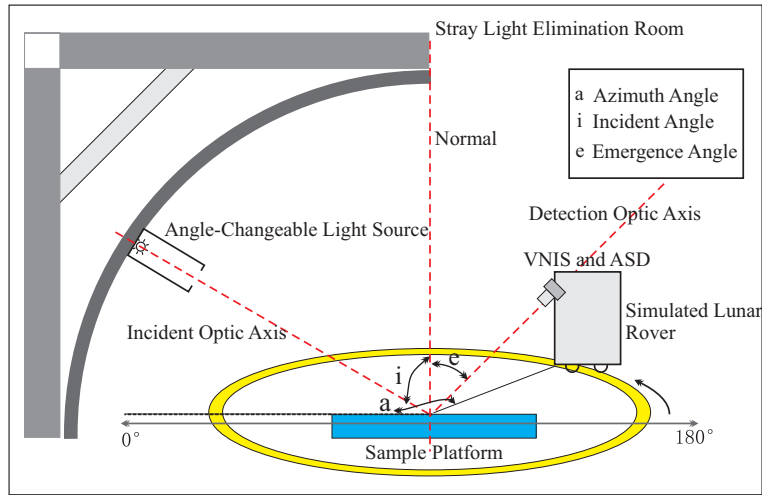 Stray Light Elimination Room
a Azimuth Angle
i Incident Angle
e Emergence Angle
Normal
Detection Optic Axis
Angle-Changeable Light Source
VNIS and ASD
Simulated Lunar
Rover
Incident Optic Axis
e
i
a
0°
180°
Sample Platform